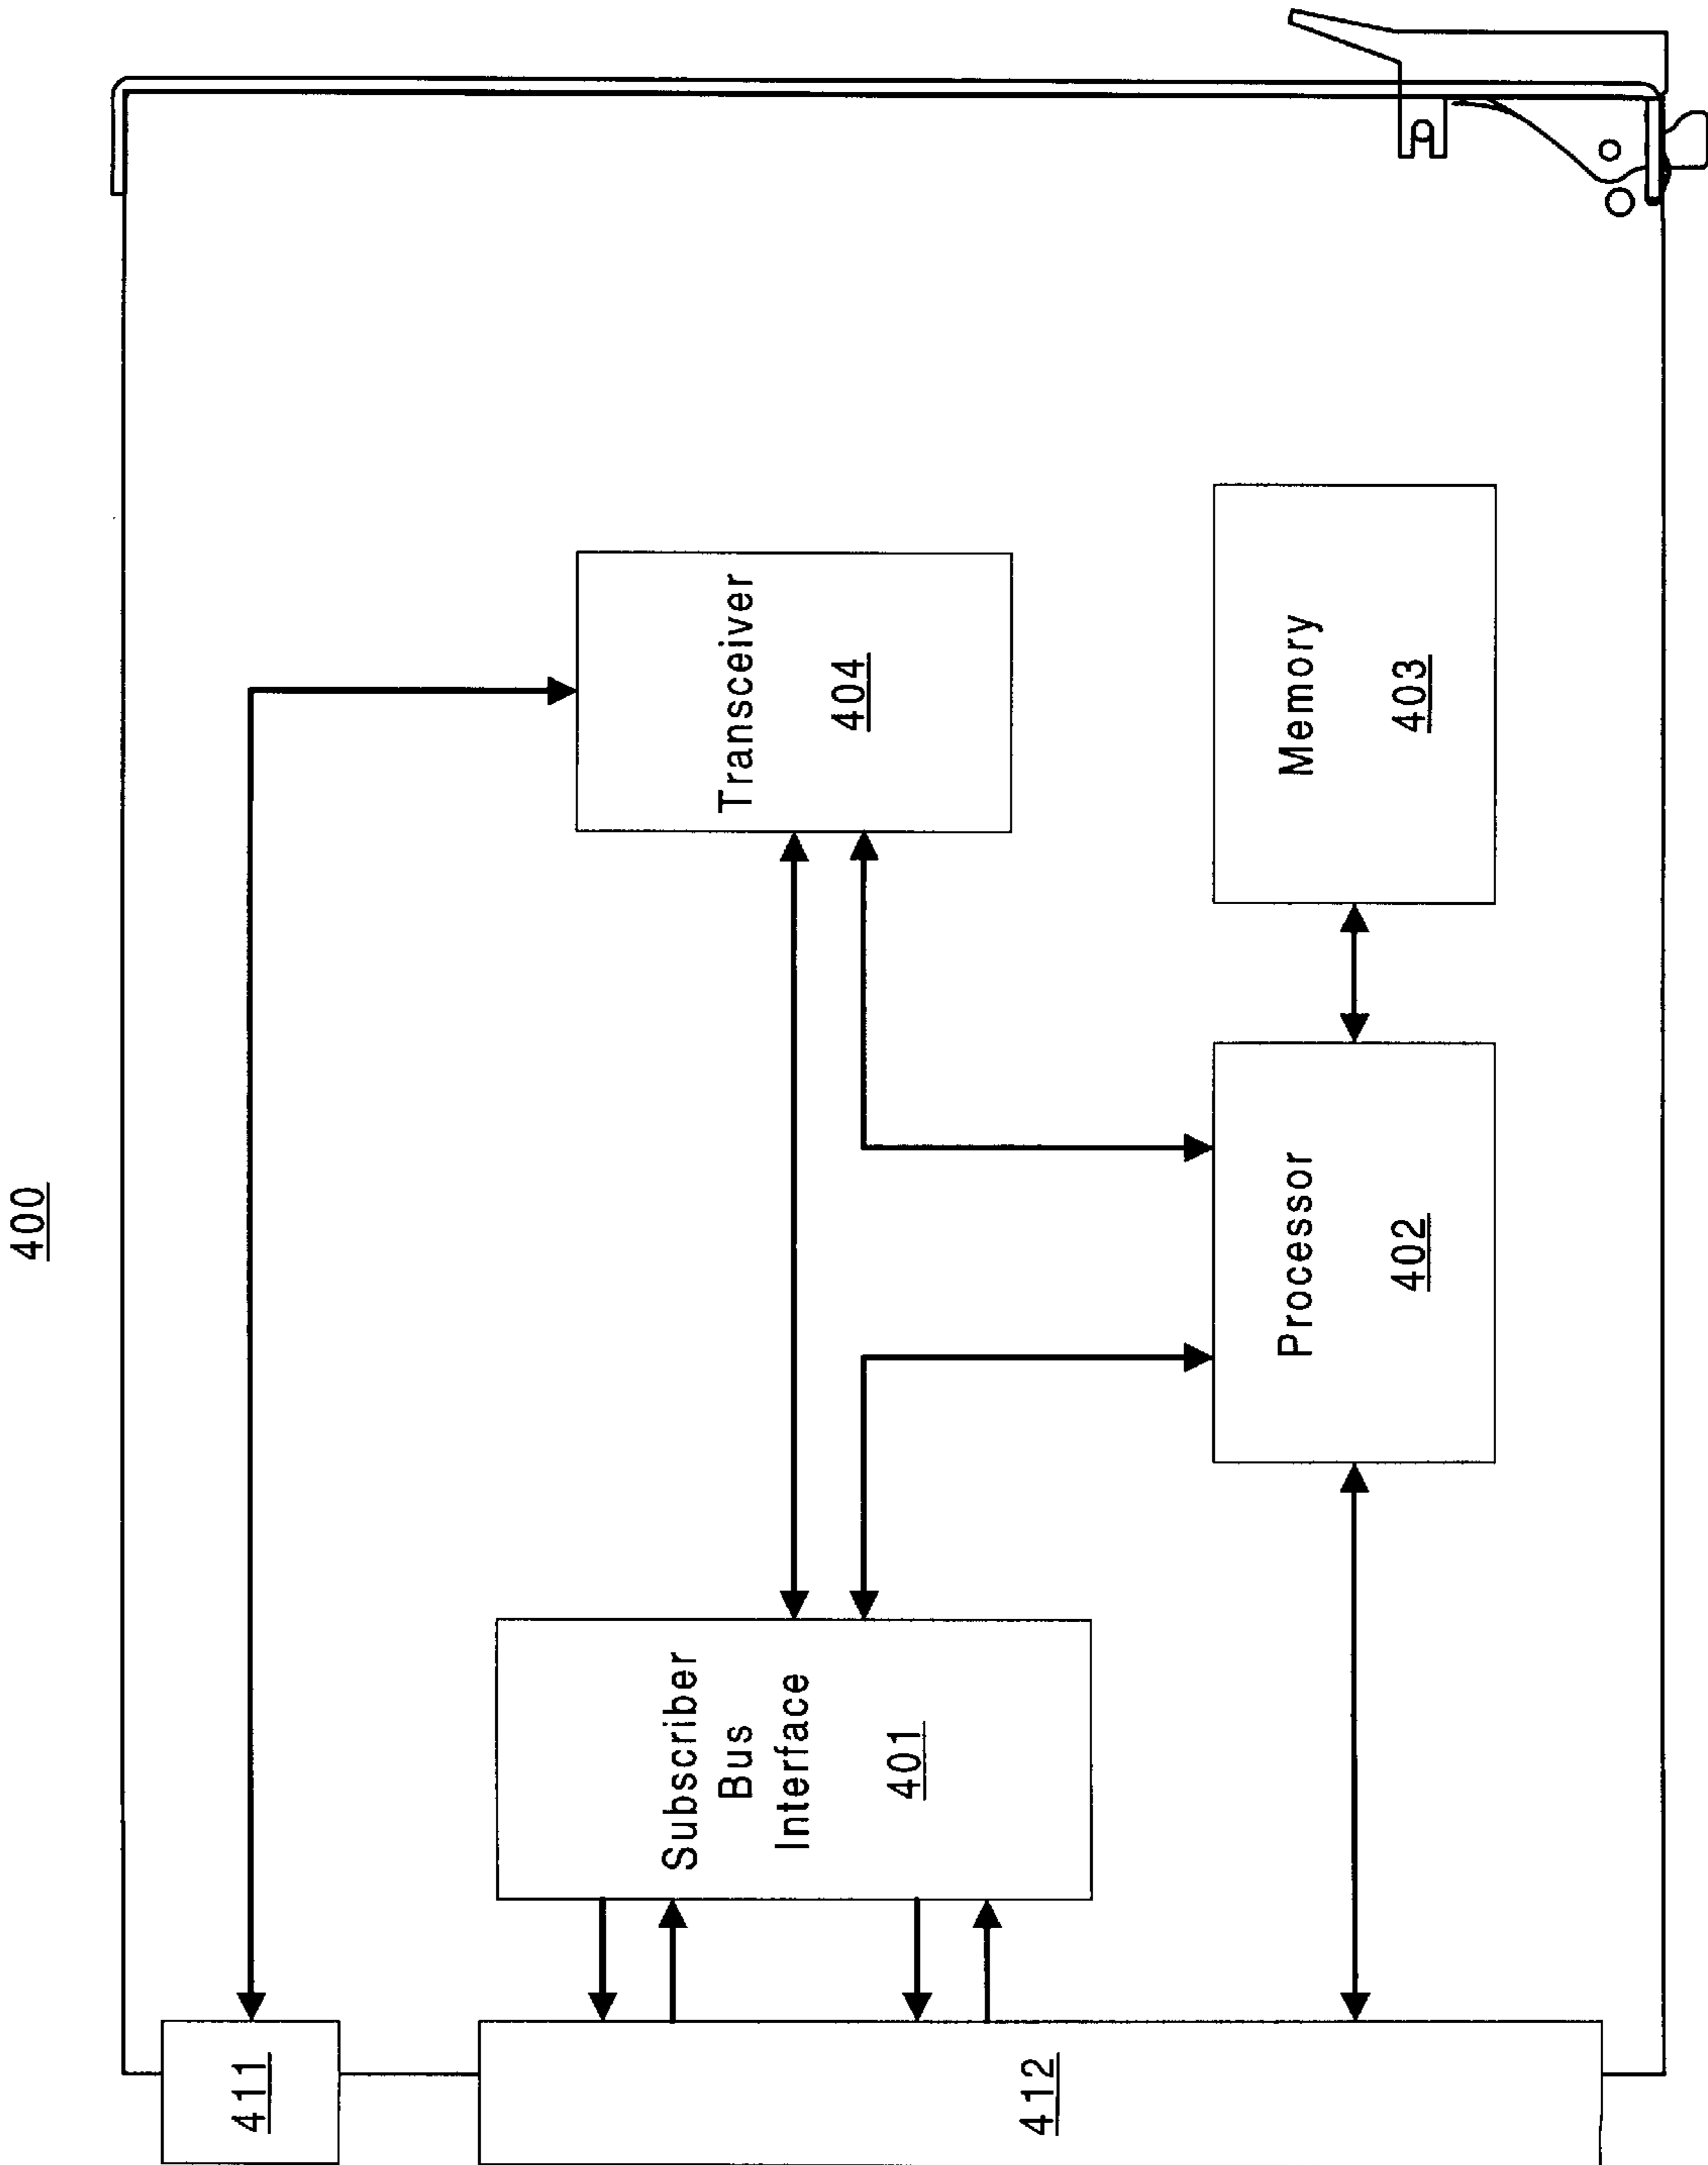 400
Transceiver
404
Memory
403
Subscriber
Bus
Interface
401
Processor
402
411
412